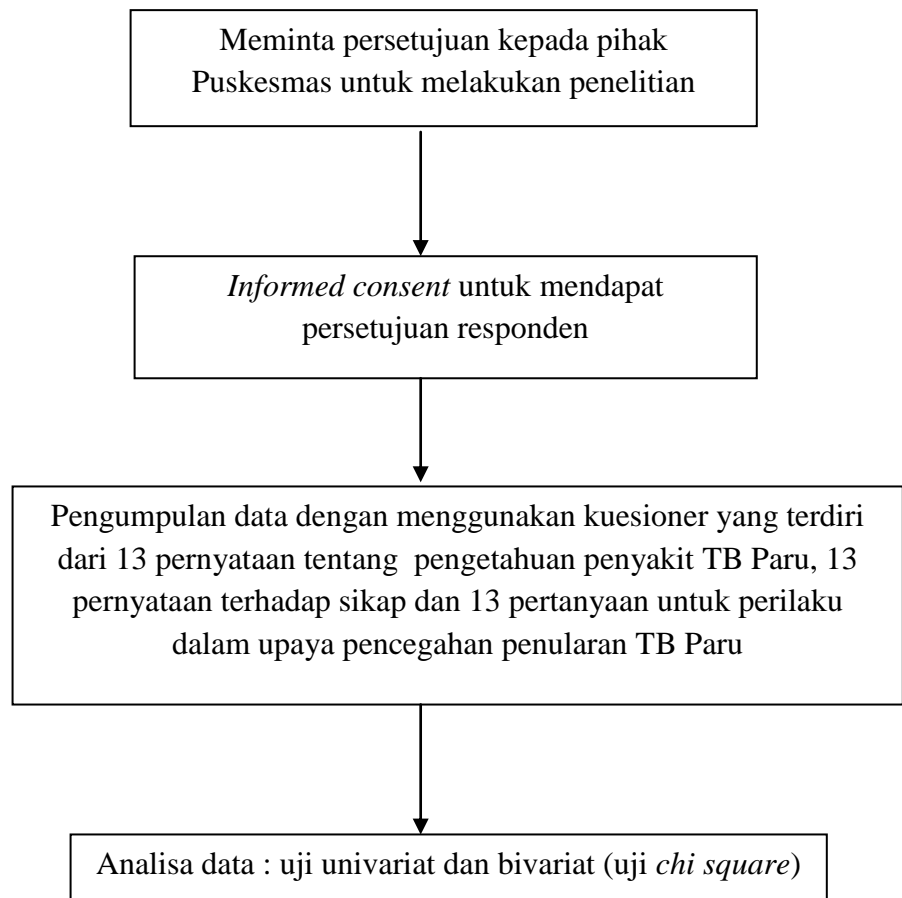 Meminta persetujuan kepada pihak
Puskesmas untuk melakukan penelitian
Informed consent untuk mendapat
persetujuan responden
Pengumpulan data dengan menggunakan kuesioner yang terdiri
dari 13 pernyataan tentang pengetahuan penyakit TB Paru, 13
pernyataan terhadap sikap dan 13 pertanyaan untuk perilaku
dalam upaya pencegahan penularan TB Paru
Analisa data : uji univariat dan bivariat (uji chi square)